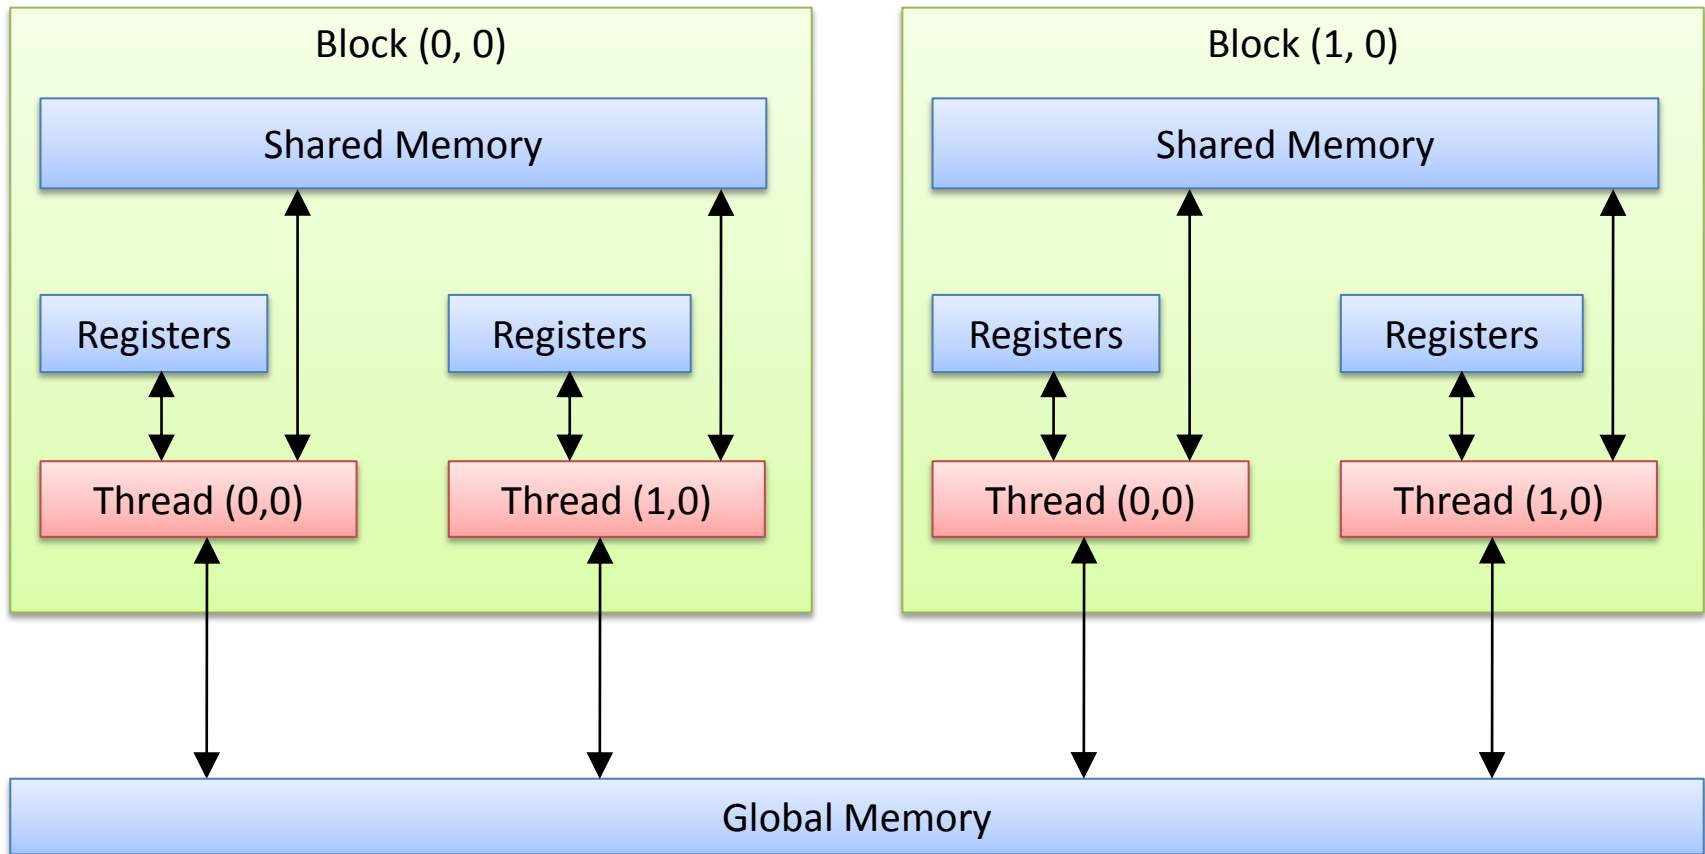 Block (0, 0)
Shared Memory
Registers
Registers
Thread (0,0)
Thread (1,0)
Block (1, 0)
Shared Memory
Registers
Registers
Thread (0,0)
Thread (1,0)
Global Memory